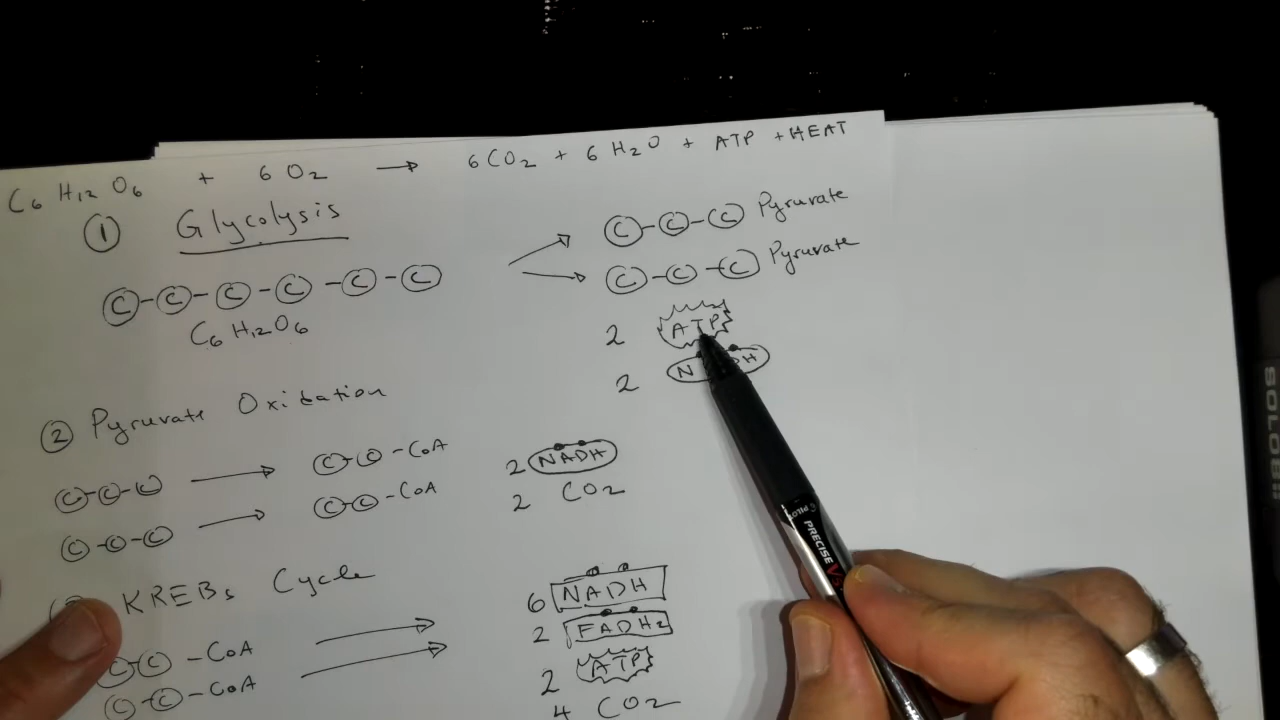 C6 H12 O6 + 6 O2 → 6 CO2 + 6 H2O + ATP + HEAT
1 Glycolysis
C-C-C-C-C-C
C6 H12 O6
C-C-C Pyruvate
C-C-C Pyruvate
2 ATP
2
2 Pyruvate Oxidation
C-C-C → C-C-CoA
C-C-C → C-C-CoA
2 NADH
2 CO2
KREBs Cycle
C-C-CoA
C-C-CoA
6 NADH
2 FADH2
2 ATP
4 CO2
PILOT
PRECISE V5